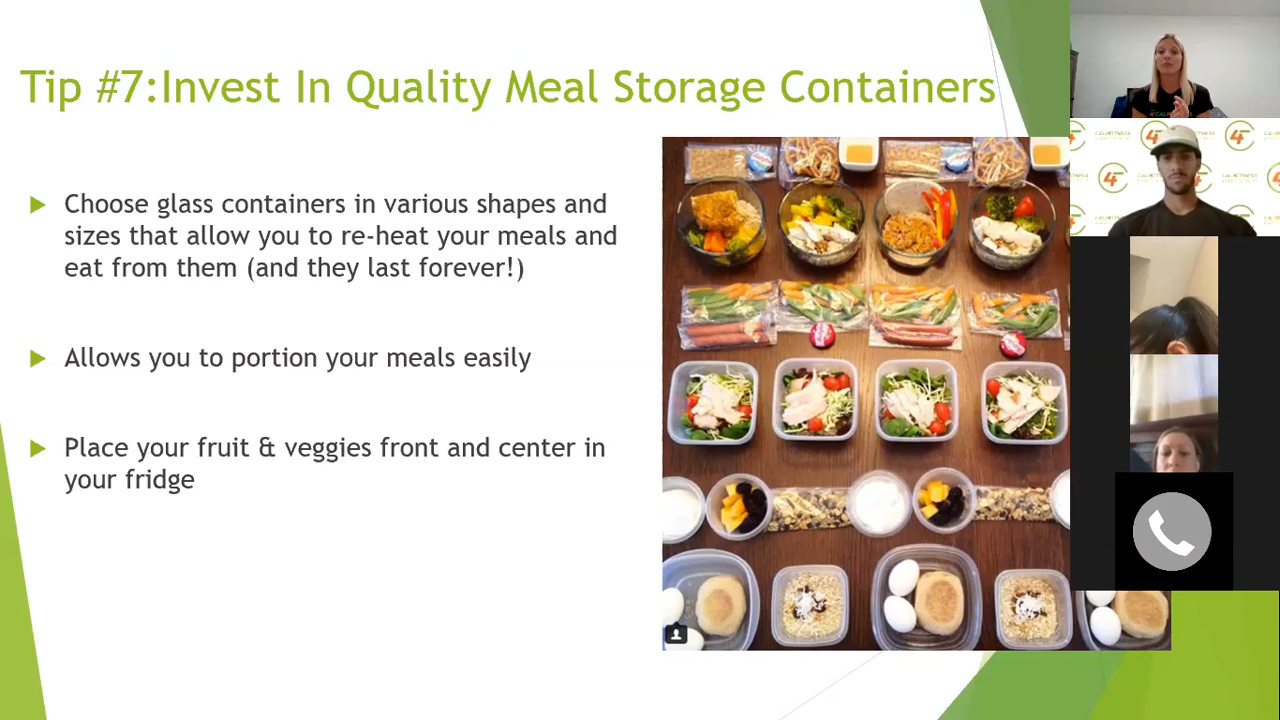 Tip #7:Invest In Quality Meal Storage Containers
Choose glass containers in various shapes and
sizes that allow you to re-heat your meals and
eat from them (and they last forever!)
Allows you to portion your meals easily
Place your fruit & veggies front and center in
your fridge